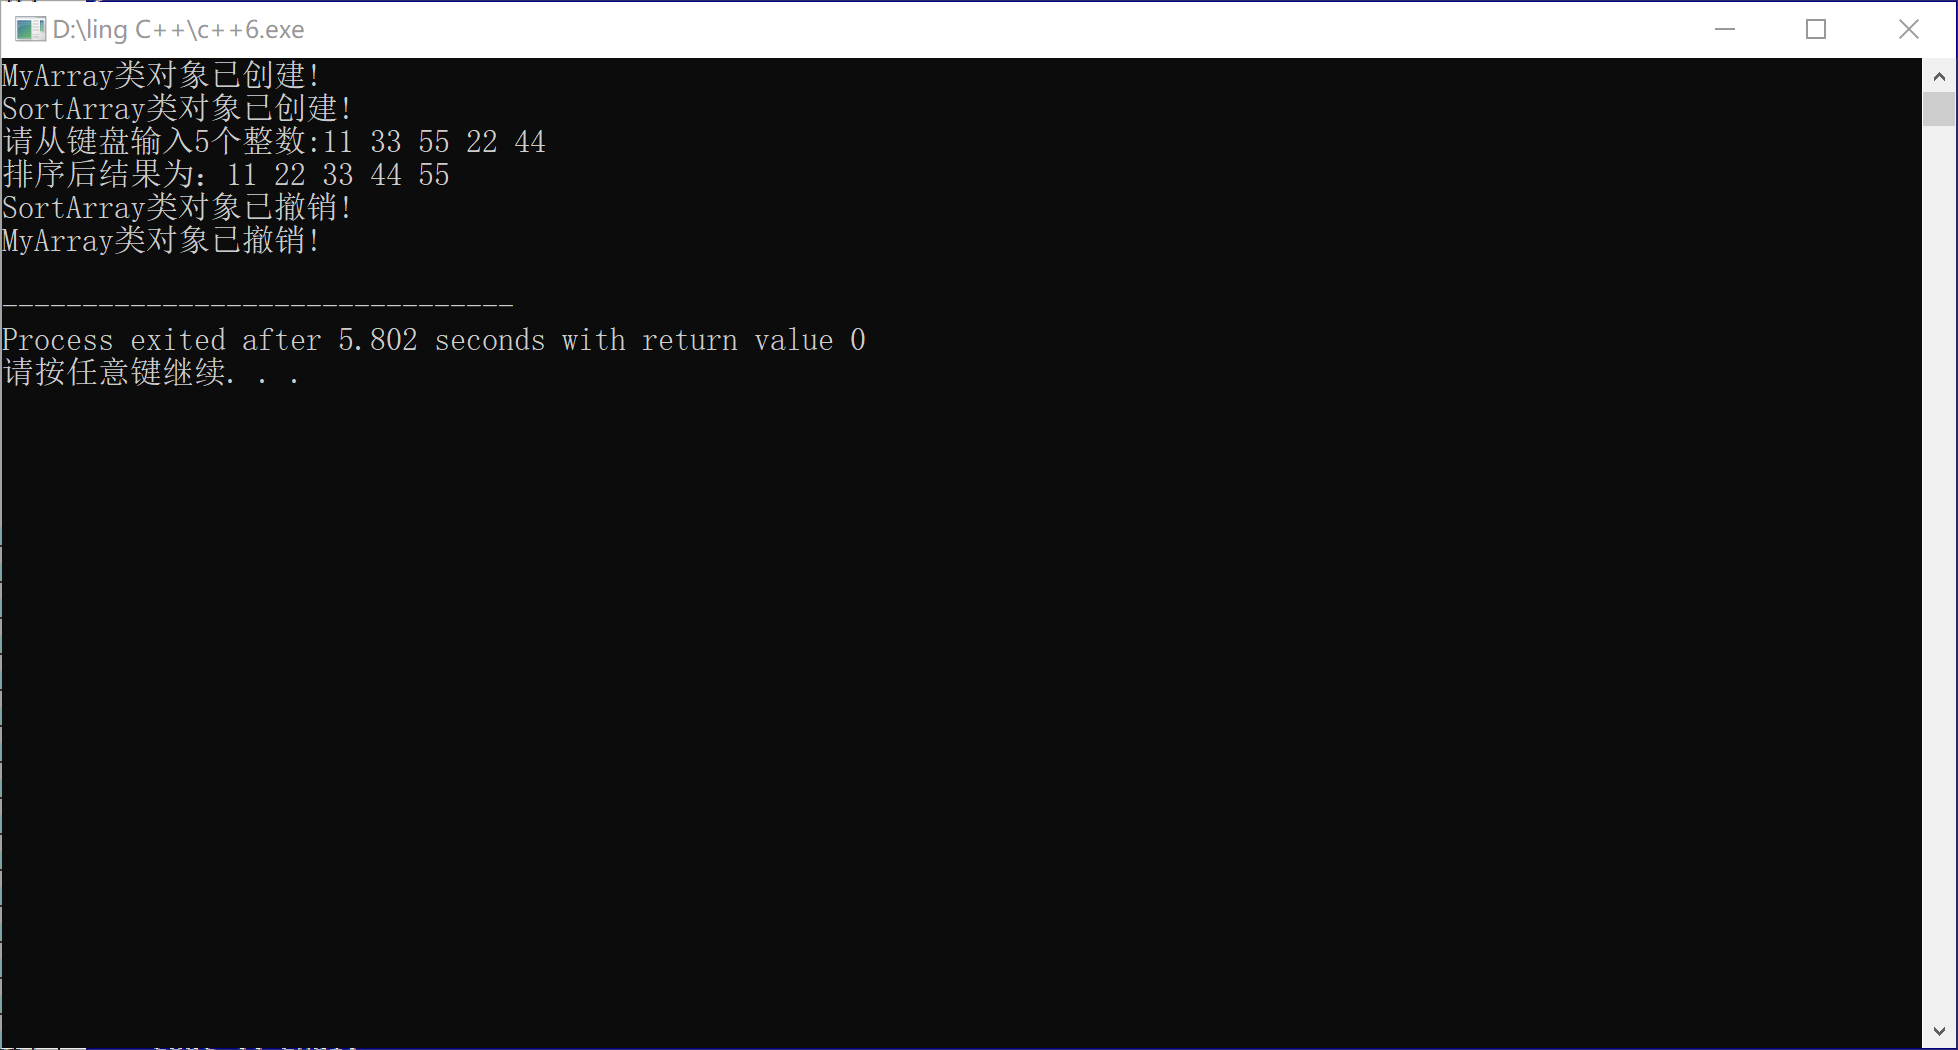 D:\ling C++\c++6.exe
MyArray类对象已创建!
SortArray类对象已创建!
请从键盘输入5个整数:11 33 55 22 44
排序后结果为：11 22 33 44 55
SortArray类对象已撤销!
MyArray类对象已撤销!
--------------------------------
Process exited after 5.802 seconds with return value 0
请按任意键继续. . .